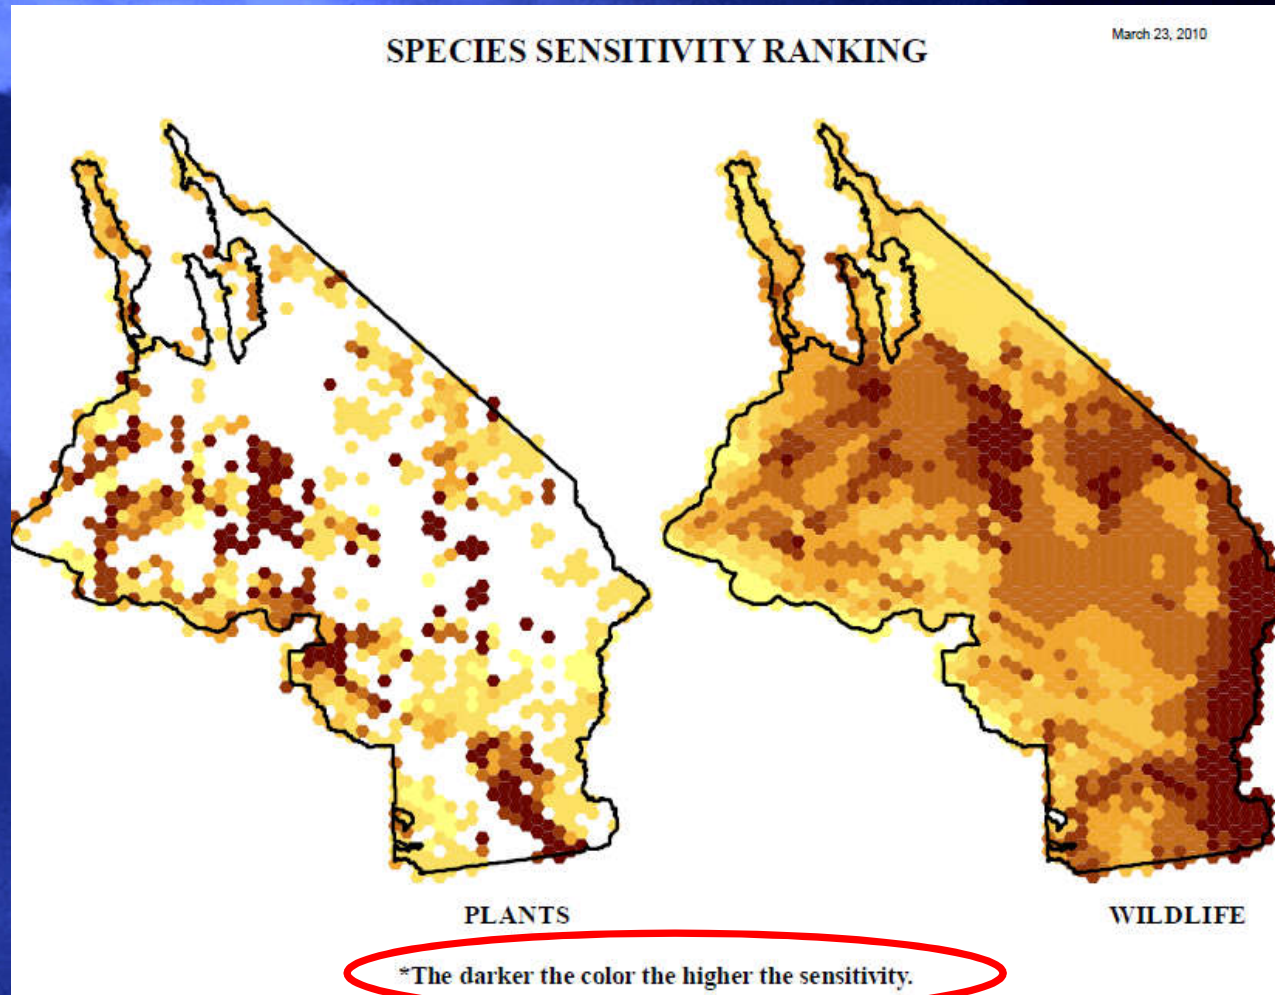 March 23, 2010
SPECIES SENSITIVITY RANKING
PLANTS
WILDLIFE
*The darker the color the higher the sensitivity.